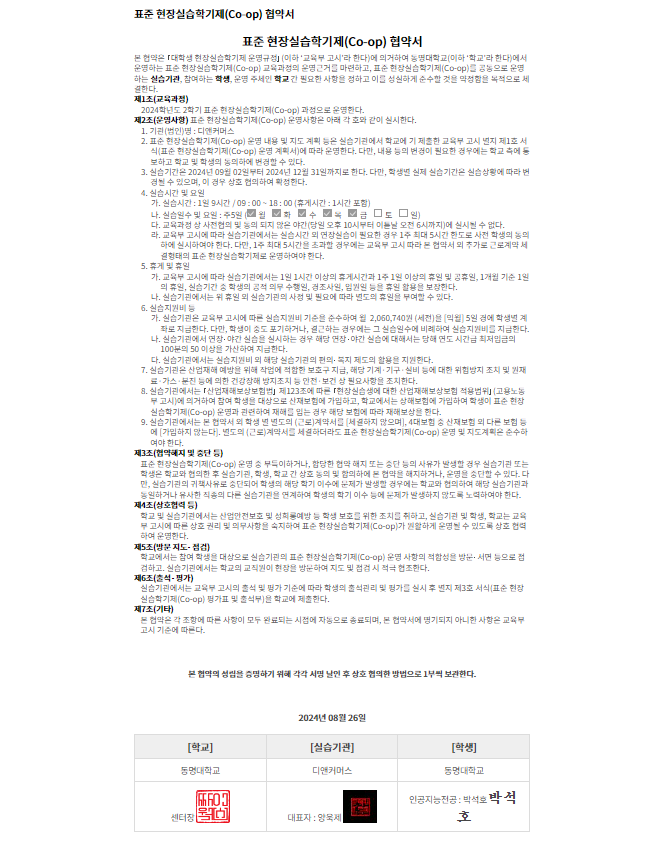 표준 현장실습학기제(Co-op) 협약서
표준 현장실습학기제(Co-op) 협약서
본 협약은 「대학생 현장실습학기제 운영규정」(이하 '교육부 고시'라 한다)에 의거하여 동명대학교(이하 '학교'라 한다)에서
운영하는 표준 현장실습학기제(Co-op) 교육과정의 운영근거를 마련하고, 표준 현장실습학기제(Co-op)를 공동으로 운영
하는 실습기관, 참여하는 학생, 운영 주체인 학교 간 필요한 사항을 정하고 이를 성실하게 준수할 것을 약정함을 목적으로 체
결한다.
제1조(교육과정)
2024학년도 2학기 표준 현장실습학기제(Co-op) 과정으로 운영한다.
제2조(운영사항) 표준 현장실습학기제(Co-op) 운영사항은 아래 각 호와 같이 실시한다.
1. 기관(법인)명 : 디앤커머스
2. 표준 현장실습학기제(Co-op) 운영 내용 및 지도 계획 등은 실습기관에서 학교에 기 제출한 교육부 고시 별지 제1호 서
식(표준 현장실습학기제(Co-op) 운영 계획서)에 따라 운영한다. 다만, 내용 등의 변경이 필요한 경우에는 학교 측에 통
보하고 학교 및 학생의 동의하에 변경할 수 있다.
3. 실습기간은 2024년 09월 02일부터 2024년 12월 31일까지로 한다. 다만, 학생별 실제 실습기간은 실습상황에 따라 변
경될 수 있으며, 이 경우 상호 협의하여 확정한다.
4. 실습시간 및 요일
가. 실습시간 : 1일 9시간 / 09 : 00 ~ 18 : 00 (휴게시간 : 1시간 포함)
나. 실습일수 및 요일 : 주5일 (☑ 월 ☑ 화 ☑ 수 ☑ 목 ☑ 금 ☐ 토 ☐ 일)
다. 교육과정 상 사전협의 및 동의 되지 않은 야간(당일 오후 10시부터 이튿날 오전 6시까지)에 실시될 수 없다.
라. 교육부 고시에 따라 실습기관에서는 실습시간 외 연장실습이 필요한 경우 1주 최대 5시간 한도로 사전 학생의 동의
하에 실시하여야 한다. 다만, 1주 최대 5시간을 초과할 경우에는 교육부 고시 따라 본 협약서 외 추가로 근로계약 체
결형태의 표준 현장실습학기제로 운영하여야 한다.
5. 휴게 및 휴일
가. 교육부 고시에 따라 실습기관에서는 1일 1시간 이상의 휴게시간과 1주 1일 이상의 휴일 및 공휴일, 1개월 기준 1일
의 휴일, 실습기간 중 학생의 공적 의무 수행일, 경조사일, 입원일 등을 휴일 활용을 보장한다.
나. 실습기관에서는 위 휴일 외 실습기관의 사정 및 필요에 따라 별도의 휴일을 부여할 수 있다.
6. 실습지원비 등
가. 실습기관은 교육부 고시에 따른 실습지원비 기준을 준수하여 월 2,060,740원 (세전)을 [익월] 5일 경에 학생별 계
좌로 지급한다. 다만, 학생이 중도 포기하거나, 결근하는 경우에는 그 실습일수에 비례하여 실습지원비를 지급한다.
나. 실습기관에서 연장·야간 실습을 실시하는 경우 해당 연장·야간 실습에 대해서는 당해 연도 시간급 최저임금의
100분의 50 이상을 가산하여 지급한다.
다. 실습기관에서는 실습지원비 외 해당 실습기관의 편의·복지 제도의 활용을 지원한다.
7. 실습기관은 산업재해 예방을 위해 작업에 적합한 보호구 지급, 해당 기계·기구·설비 등에 대한 위험방지 조치 및 원재
료·가스·분진 등에 의한 건강장해 방지조치 등 안전·보건 상 필요사항을 조치한다.
8. 실습기관에서는 「산업재해보상보험법」 제123조에 따른 「현장실습생에 대한 산업재해보상보험 적용범위」(고용노동
부 고시)에 의거하여 참여 학생을 대상으로 산재보험에 가입하고, 학교에서는 상해보험에 가입하여 학생이 표준 현장
실습학기제(Co-op) 운영과 관련하여 재해를 입는 경우 해당 보험에 따라 재해보상을 한다.
9. 실습기관에서는 본 협약서 외 학생 별 별도의 (근로)계약서를 [체결하지 않으며], 4대보험 중 산재보험 외 다른 보험 등
에 [가입하지 않는다]. 별도의 (근로)계약서를 체결하더라도 표준 현장실습학기제(Co-op) 운영 및 지도계획은 준수하
여야 한다.
제3조(협약해지 및 중단 등)
표준 현장실습학기제(Co-op) 운영 중 부득이하거나, 합당한 협약 해지 또는 중단 등의 사유가 발생할 경우 실습기관 또는
학생은 학교와 협의한 후 실습기관, 학생, 학교 간 상호 동의 및 합의하에 본 협약을 해지하거나, 운영을 중단할 수 있다. 다
만, 실습기관의 귀책사유로 중단되어 학생의 해당 학기 이수에 문제가 발생할 경우에는 학교와 협의하여 해당 실습기관과
동일하거나 유사한 직종의 다른 실습기관을 연계하여 학생의 학기 이수 등에 문제가 발생하지 않도록 노력하여야 한다.
제4조(상호협력 등)
학교 및 실습기관에서는 산업안전보건 및 성희롱예방 등 학생 보호를 위한 조치를 취하고, 실습기관 및 학생, 학교는 교육
부 고시에 따른 상호 권리 및 의무사항을 숙지하여 표준 현장실습학기제(Co-op)가 원활하게 운영될 수 있도록 상호 협력
하여 운영한다.
제5조(방문 지도·점검)
학교에서는 참여 학생을 대상으로 실습기관의 표준 현장실습학기제(Co-op) 운영 사항의 적합성을 방문·서면 등으로 점
검하고, 실습기관에서는 학교의 교직원이 현장을 방문하여 지도 및 점검 시 적극 협조한다.
제6조(출석·평가)
실습기관에서는 교육부 고시의 출석 및 평가 기준에 따라 학생의 출석관리 및 평가를 실시 후 별지 제3호 서식(표준 현장
실습학기제(Co-op) 평가표 및 출석부)을 학교에 제출한다.
제7조(기타)
본 협약은 각 조항에 따른 사항이 모두 완료되는 시점에 자동으로 종료되며, 본 협약서에 명기되지 아니한 사항은 교육부
고시 기준에 따른다.
본 협약의 성립을 증명하기 위해 각각 서명 날인 후 상호 협의한 방법으로 1부씩 보관한다.
2024년 08월 26일
[학교] [실습기관] [학생]
동명대학교 디앤커머스 동명대학교
센터장 대표자 : 양욱제 인공지능전공 : 박석호 박석
호